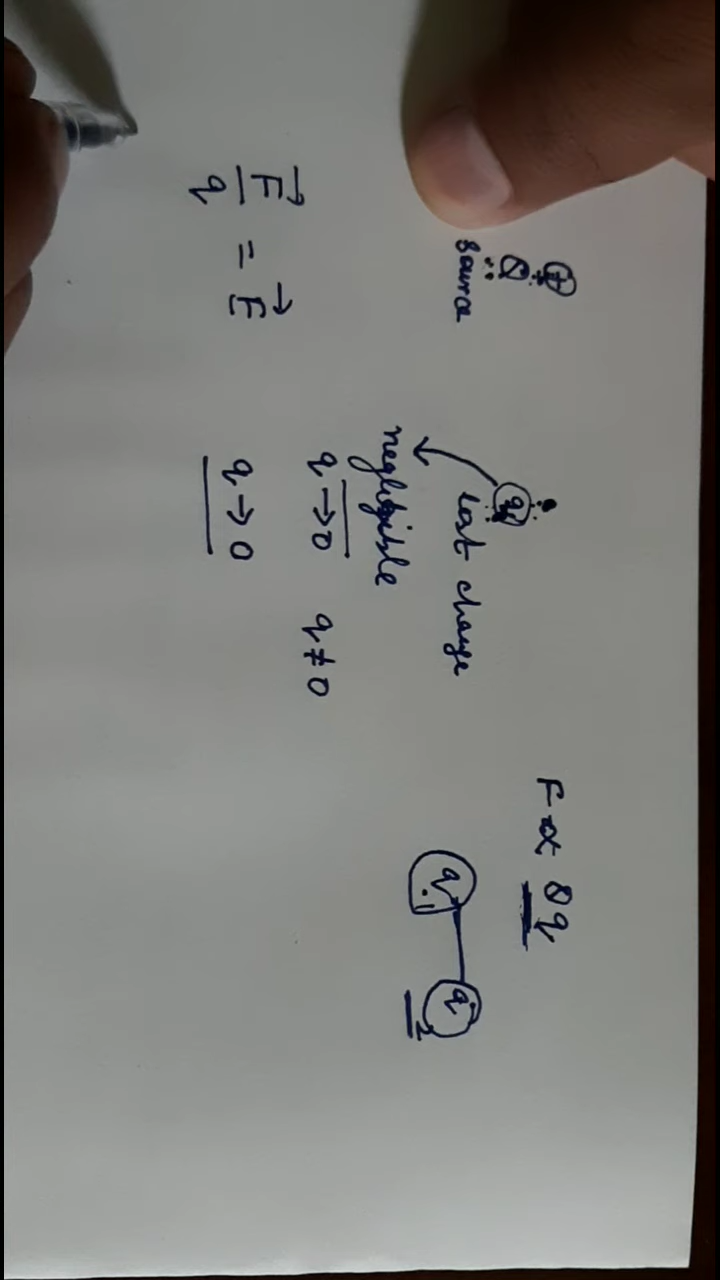 +
Q q F ∝ Qq
source test charge q1 q2
negligible
q → 0 q ≠ 0
F/q = E q → 0